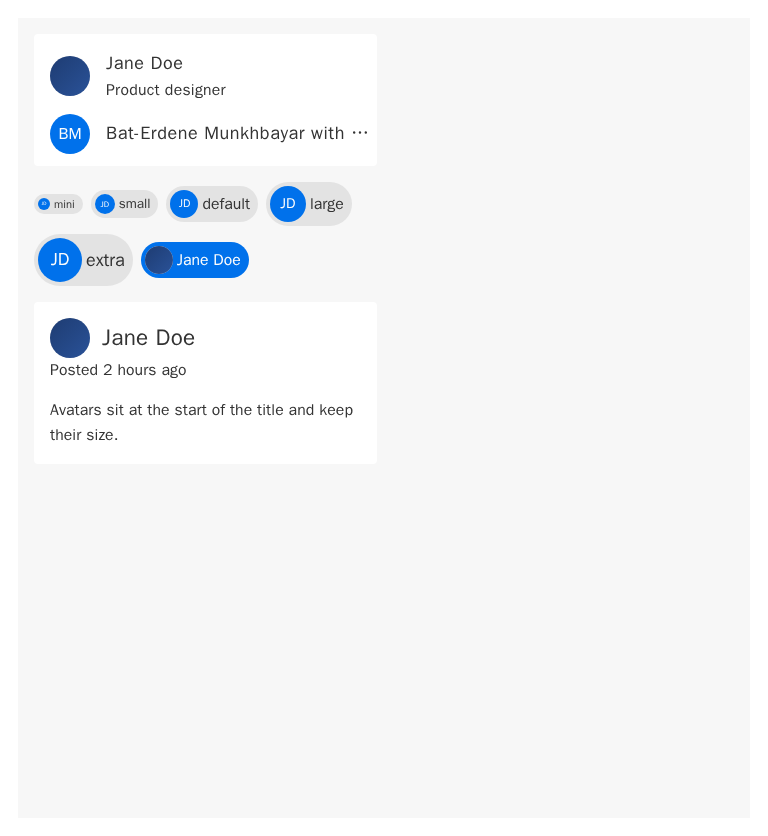 Jane Doe
Product designer
BM Bat-Erdene Munkhbayar with ···
JD mini JD small JD default JD large
JD extra Jane Doe
Jane Doe
Posted 2 hours ago
Avatars sit at the start of the title and keep
their size.